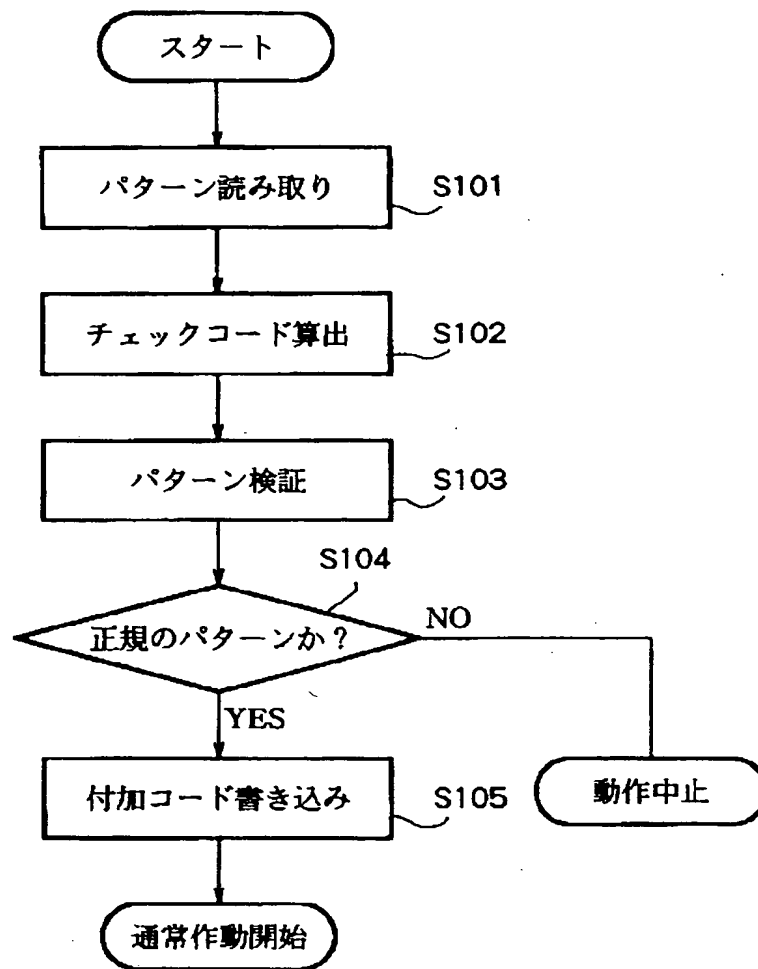 スタート
パターン読み取り
S101
チェックコード算出
S102
パターン検証
S103
S104
正規のパターンか?
NO
YES
付加コード書き込み
S105
動作中止
通常作動開始